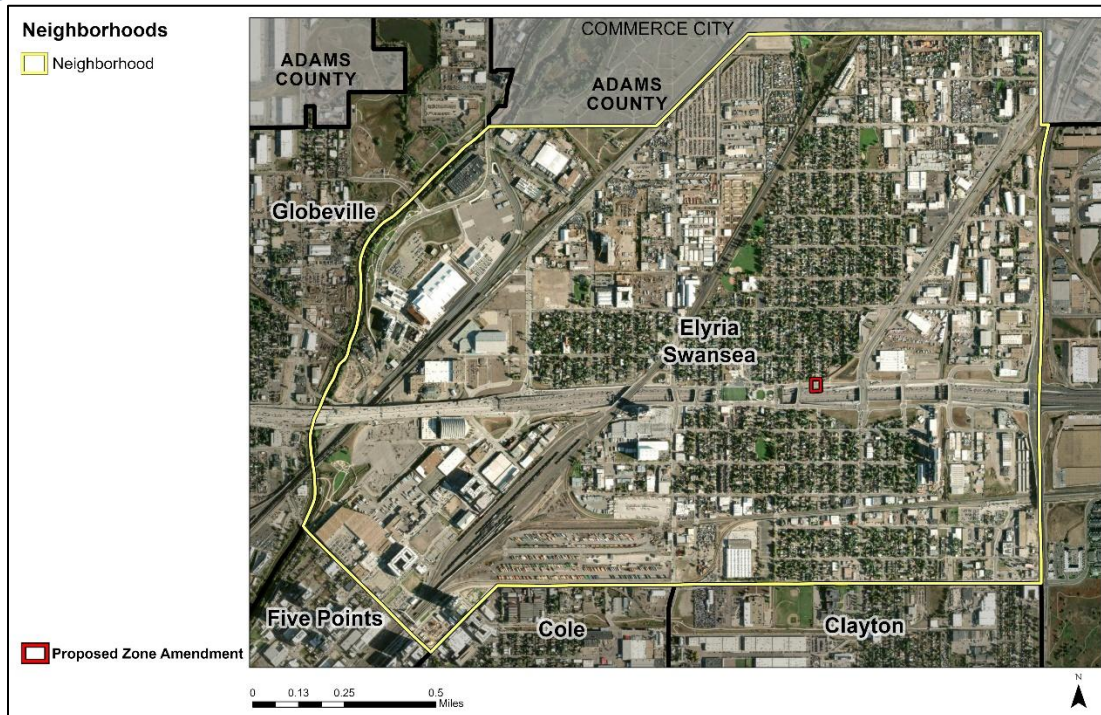 Neighborhoods
Neighborhood
COMMERCE CITY
ADAMS
COUNTY
ADAMS
COUNTY
Globeville
Elyria
Swansea
Five Points
Cole
Clayton
Proposed Zone Amendment
0 0.13 0.25 0.5
Miles
N